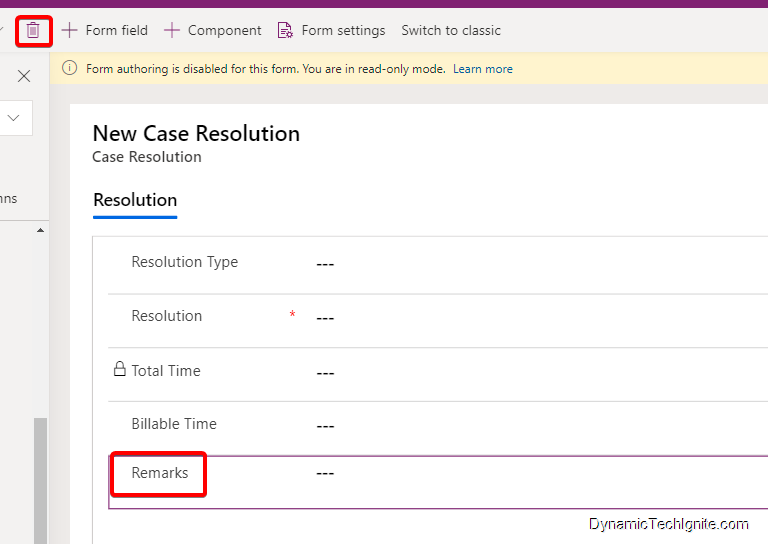 Form field Component Form settings Switch to classic
Form authoring is disabled for this form. You are in read-only mode. Learn more
New Case Resolution
Case Resolution
Resolution
Resolution Type ---
Resolution * ---
Total Time ---
Billable Time ---
Remarks ---
DynamicTechIgnite.com